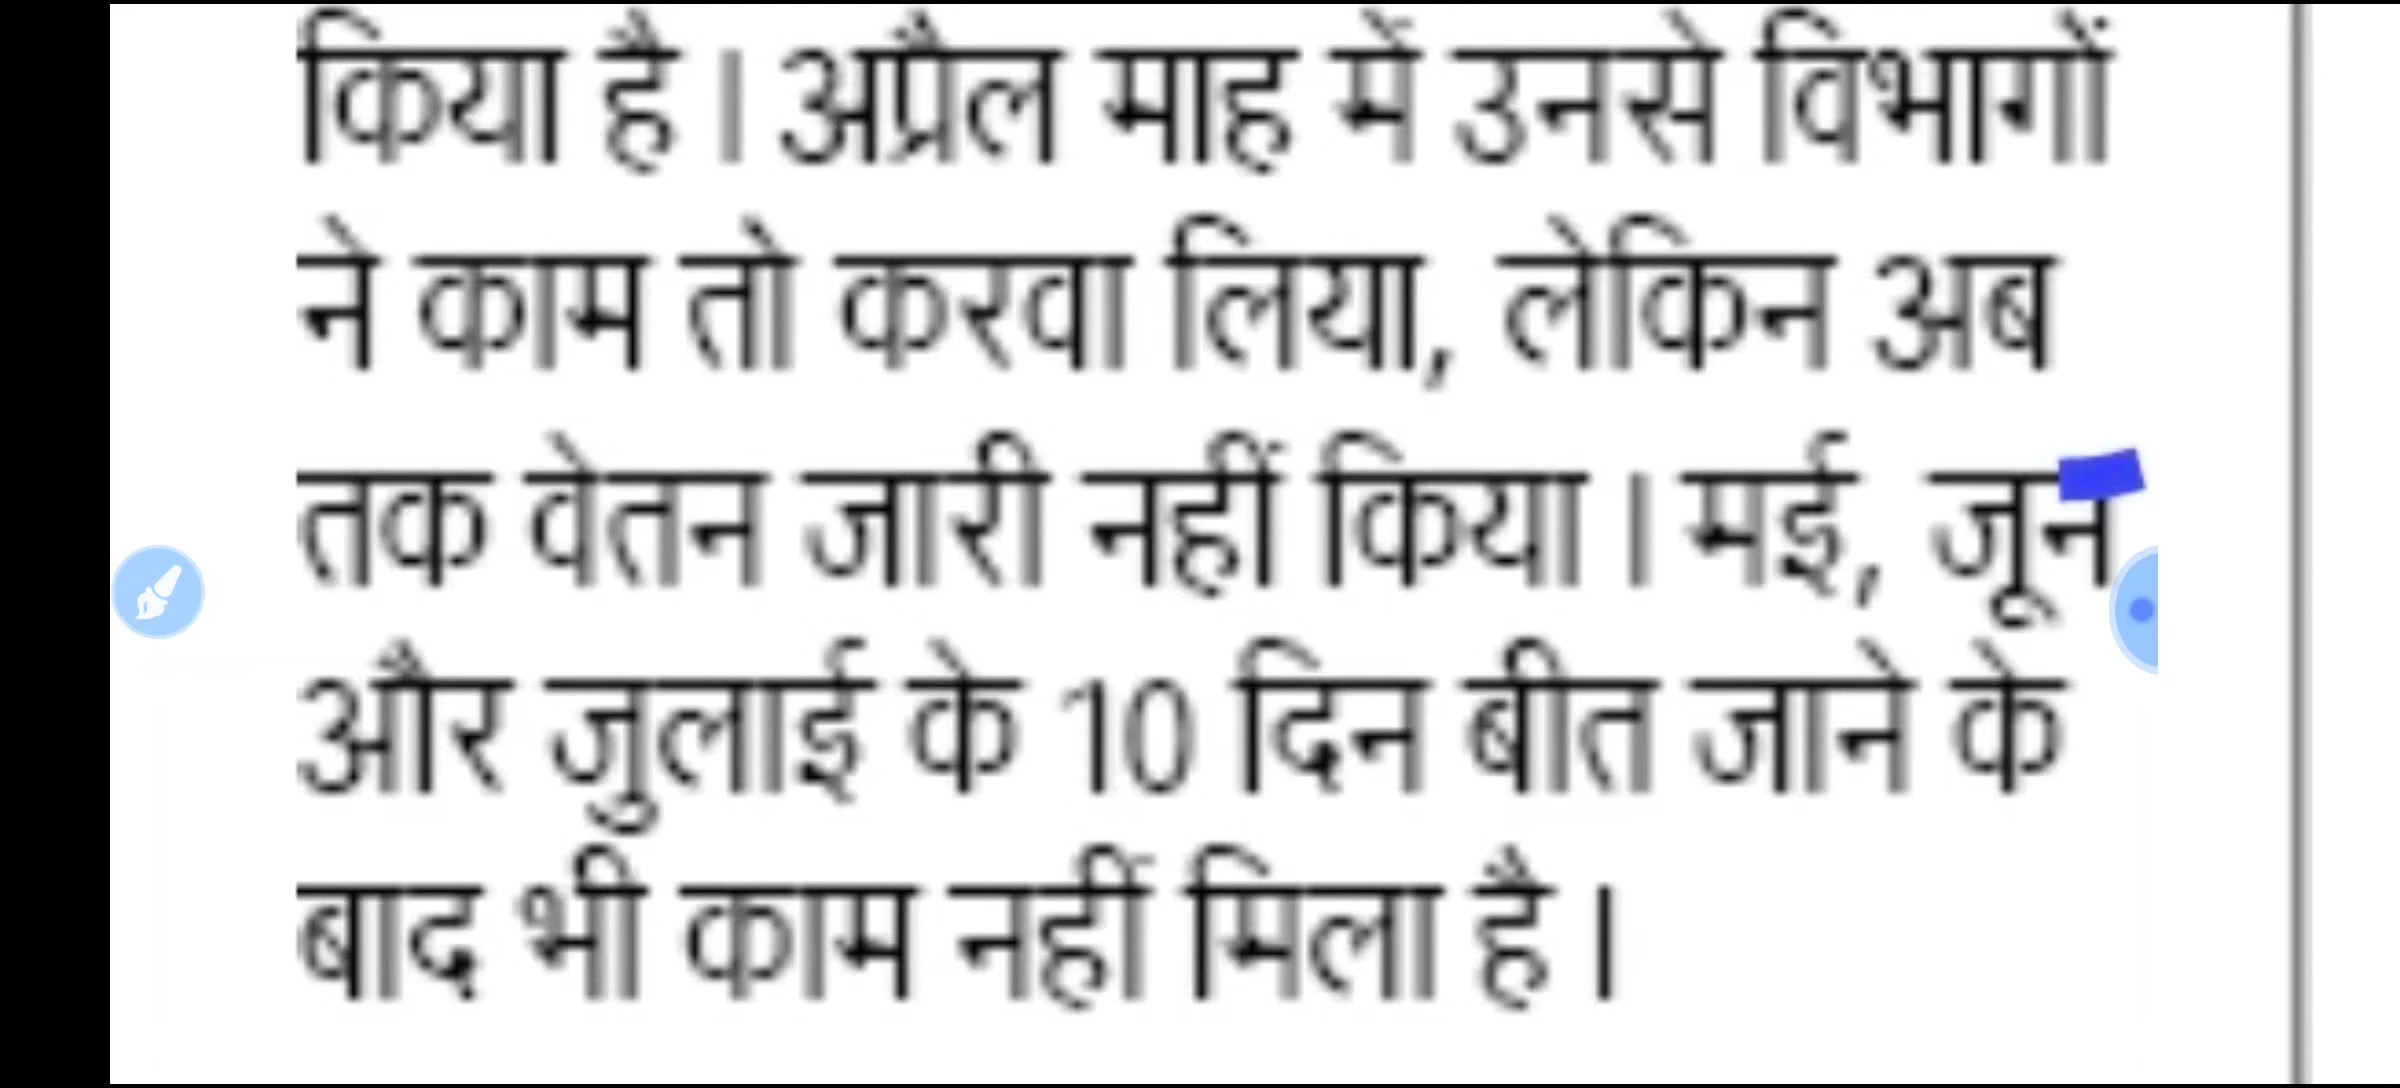 किया है। अप्रैल माह में उनसे विभागों
ने काम तो करवा लिया, लेकिन अब
तक वेतन जारी नहीं किया। मई, जून
और जुलाई के 10 दिन बीत जाने के
बाद भी काम नहीं मिला है।